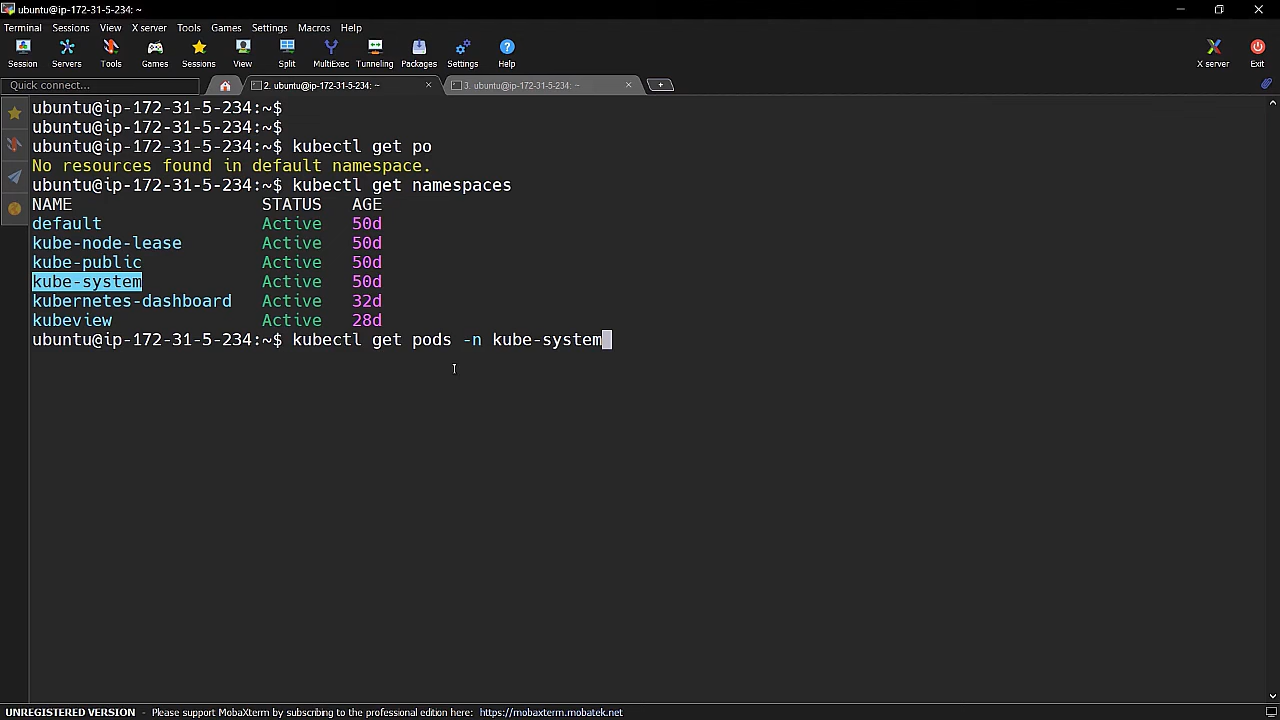 ubuntu@ip-172-31-5-234: ~
Terminal Sessions View X server Tools Games Settings Macros Help
Session Servers Tools Games Sessions View Split MultiExec Tunneling Packages Settings Help X server Exit
Quick connect... 2. ubuntu@ip-172-31-5-234: ~ 3. ubuntu@ip-172-31-5-234: ~
ubuntu@ip-172-31-5-234:~$
ubuntu@ip-172-31-5-234:~$
ubuntu@ip-172-31-5-234:~$ kubectl get po
No resources found in default namespace.
ubuntu@ip-172-31-5-234:~$ kubectl get namespaces
NAME STATUS AGE
default Active 50d
kube-node-lease Active 50d
kube-public Active 50d
kube-system Active 50d
kubernetes-dashboard Active 32d
kubeview Active 28d
ubuntu@ip-172-31-5-234:~$ kubectl get pods -n kube-system
UNREGISTERED VERSION - Please support MobaXterm by subscribing to the professional edition here: https://mobaxterm.mobatek.net